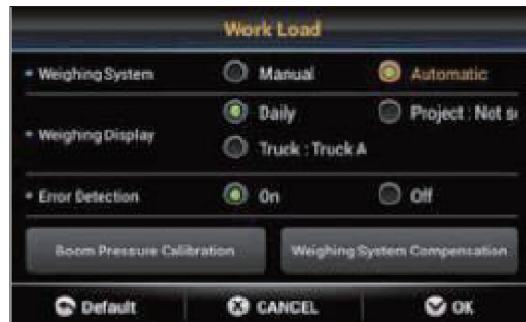 Work Load
Weighing System Manual Automatic
Daily Project : Not
Weighing Display
Truck : Truck A
Error Detection On Off
Boom Pressure Calibration Weighing System Compensation
Default CANCEL OK